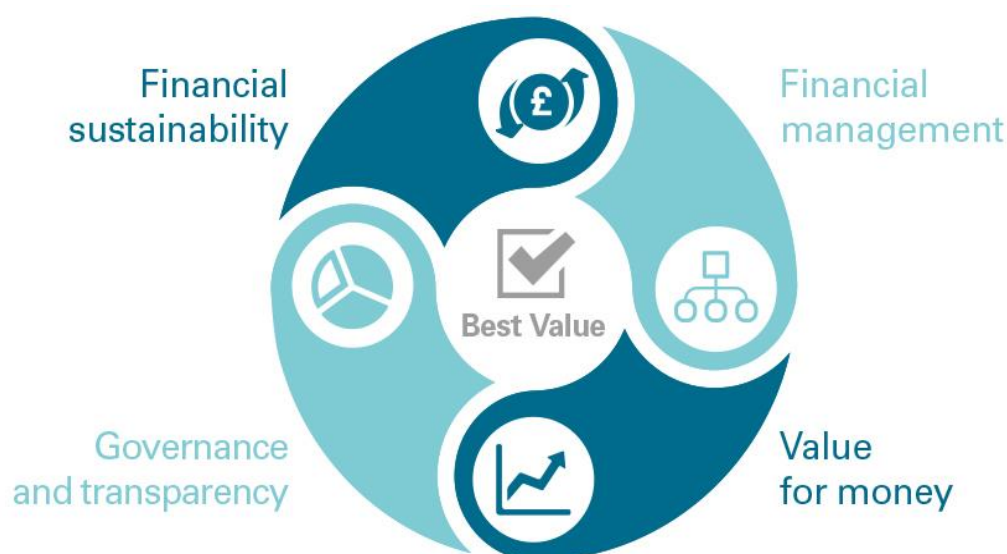 Financial
sustainability
Financial
management
£
Best Value
Governance
and transparency
Value
for money